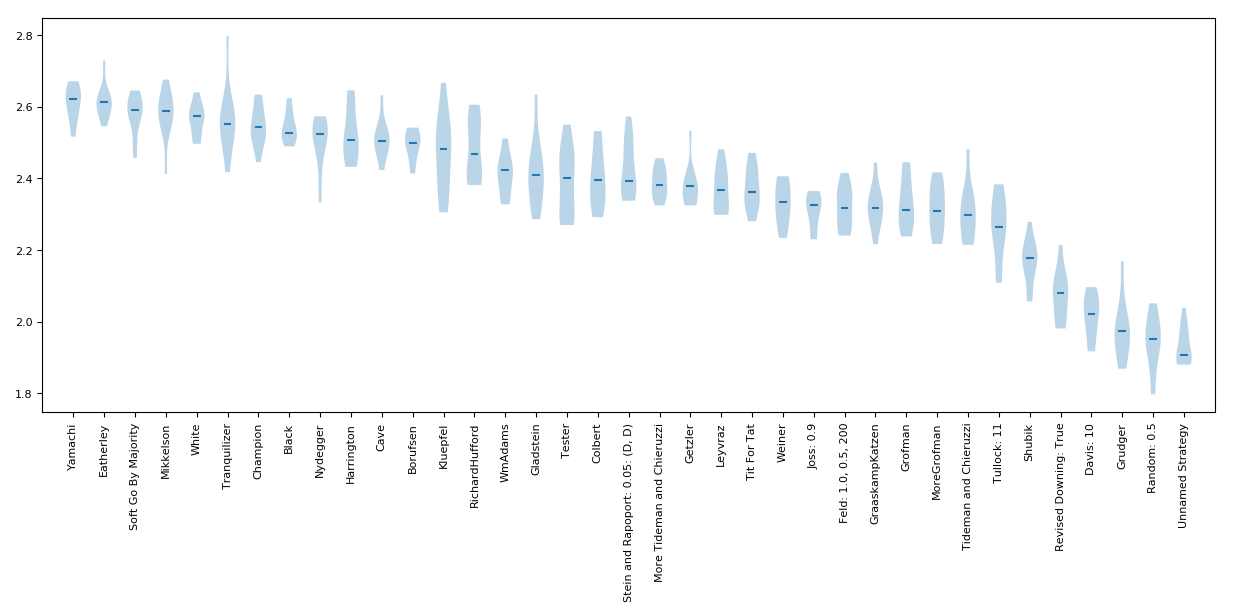 2.8
2.6
2.4
2.2
2.0
1.8
Yamachi
Eatherley
Soft Go By Majority
Mikkelson
White
Tranquilizer
Champion
Black
Nydegger
Harrington
Cave
Borufsen
Kluepfel
RichardHufford
WmAdams
Gladstein
Tester
Colbert
Stein and Rapoport: 0.05: (D, D)
More Tideman and Chieruzzi
Getzler
Leyvraz
Tit For Tat
Weiner
Joss: 0.9
Feld: 1.0, 0.5, 200
GraaskampKatzen
Grofman
MoreGrofman
Tideman and Chieruzzi
Tullock: 11
Shubik
Revised Downing: True
Davis: 10
Grudger
Random: 0.5
Unnamed Strategy